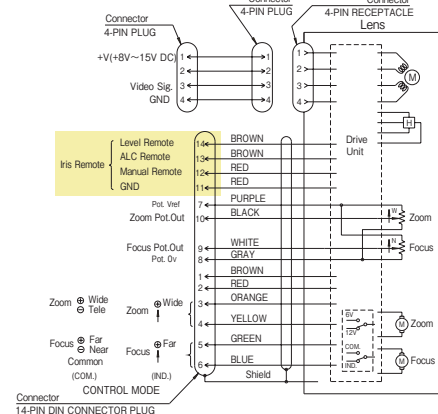 Connector
4-PIN PLUG
Connector
4-PIN PLUG
Connector
4-PIN RECEPTACLE
Lens
+V(+8V～15V DC)
Video Sig.
GND
1
2
3
4
1
2
3
4
1
2
3
4
M
H
Drive
Unit
Iris Remote
Level Remote
ALC Remote
Manual Remote
GND
14
13
12
11
BROWN
BROWN
RED
RED
Pot. Vref
7
PURPLE
Zoom Pot.Out
10
BLACK
W
Zoom
Focus Pot.Out
9
WHITE
N
Focus
Pot. 0v
8
GRAY
1
BROWN
2
RED
Zoom ⊕ Wide
⊖ Tele
Zoom
⊕Wide
3
ORANGE
4
YELLOW
6V
12V
M
Zoom
Focus ⊕ Far
⊖ Near
Focus
⊕Far
5
GREEN
COM.
IND.
M
Focus
6
BLUE
Common
(COM.)
(IND.)
Shield
CONTROL MODE
Connector
14-PIN DIN CONNECTOR PLUG